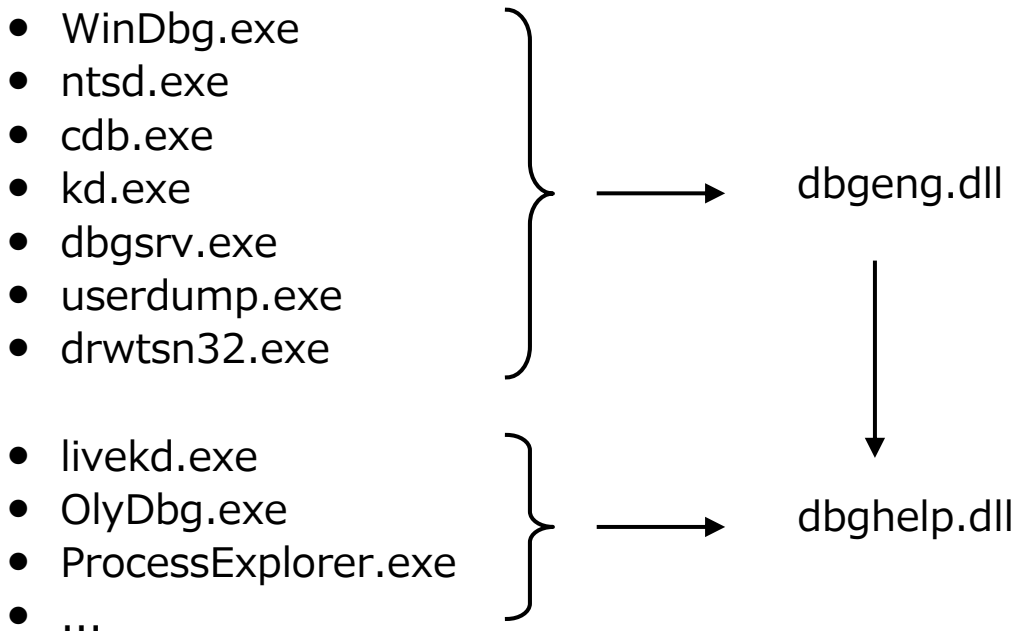 • WinDbg.exe
• ntsd.exe
• cdb.exe
• kd.exe
• dbgsrv.exe
• userdump.exe
• drwtsn32.exe
dbgeng.dll
• livekd.exe
• OlyDbg.exe
• ProcessExplorer.exe
• ...
dbghelp.dll